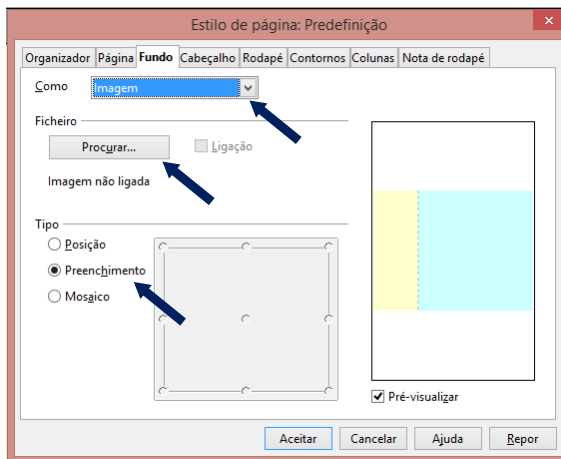 Estilo de página: Predefinição
Organizador Página Fundo Cabeçalho Rodapé Contornos Colunas Nota de rodapé
Como Imagem
Ficheiro
Procurar... Ligação
Imagem não ligada
Tipo
Posição
Preenchimento
Mosaico
Pré-visualizar
Aceitar Cancelar Ajuda Repor